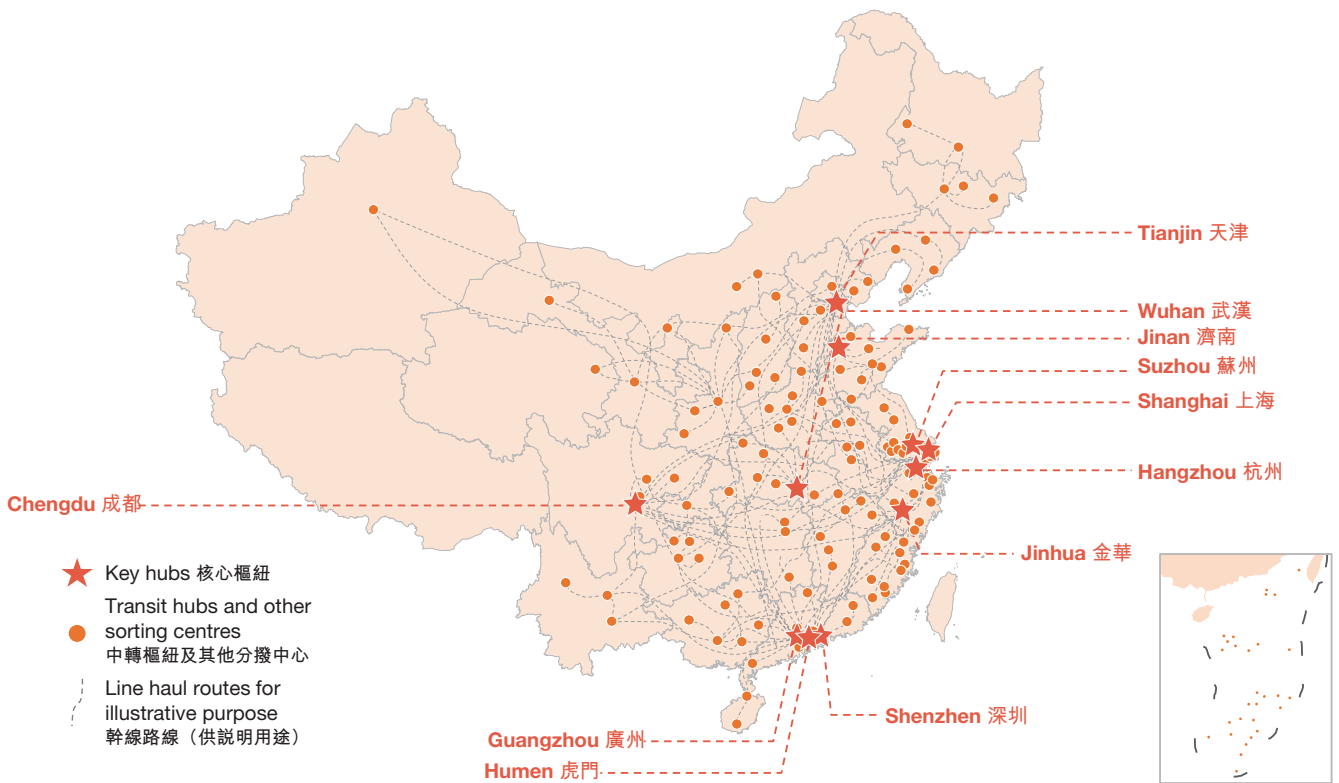 Tianjin 天津
Wuhan 武漢
Jinan 濟南
Suzhou 蘇州
Shanghai 上海
Hangzhou 杭州
Chengdu 成都
Jinhua 金華
Key hubs 核心樞紐
Transit hubs and other
sorting centres
中轉樞紐及其他分撥中心
Line haul routes for
illustrative purpose
幹線路線（供説明用途）
Shenzhen 深圳
Guangzhou 廣州
Humen 虎門